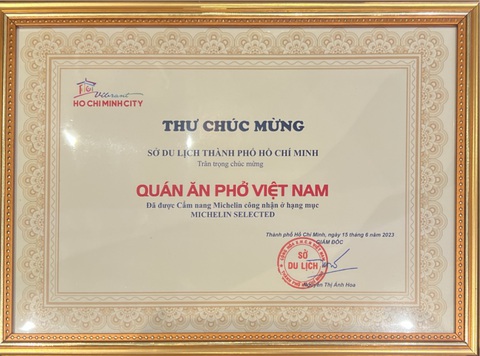 Vibrant
HO CHI MINH CITY
THƯ CHÚC MỪNG
SỞ DU LỊCH THÀNH PHỐ HỒ CHÍ MINH
Trân trọng chúc mừng
QUÁN ĂN PHỞ VIỆT NAM
Đã được Cẩm nang Michelin công nhận ở hạng mục
MICHELIN SELECTED
Thành phố Hồ Chí Minh, ngày 15 tháng 6 năm 2023
GIÁM ĐỐC
SỞ
DU LỊCH
Nguyễn Thị Ánh Hoa